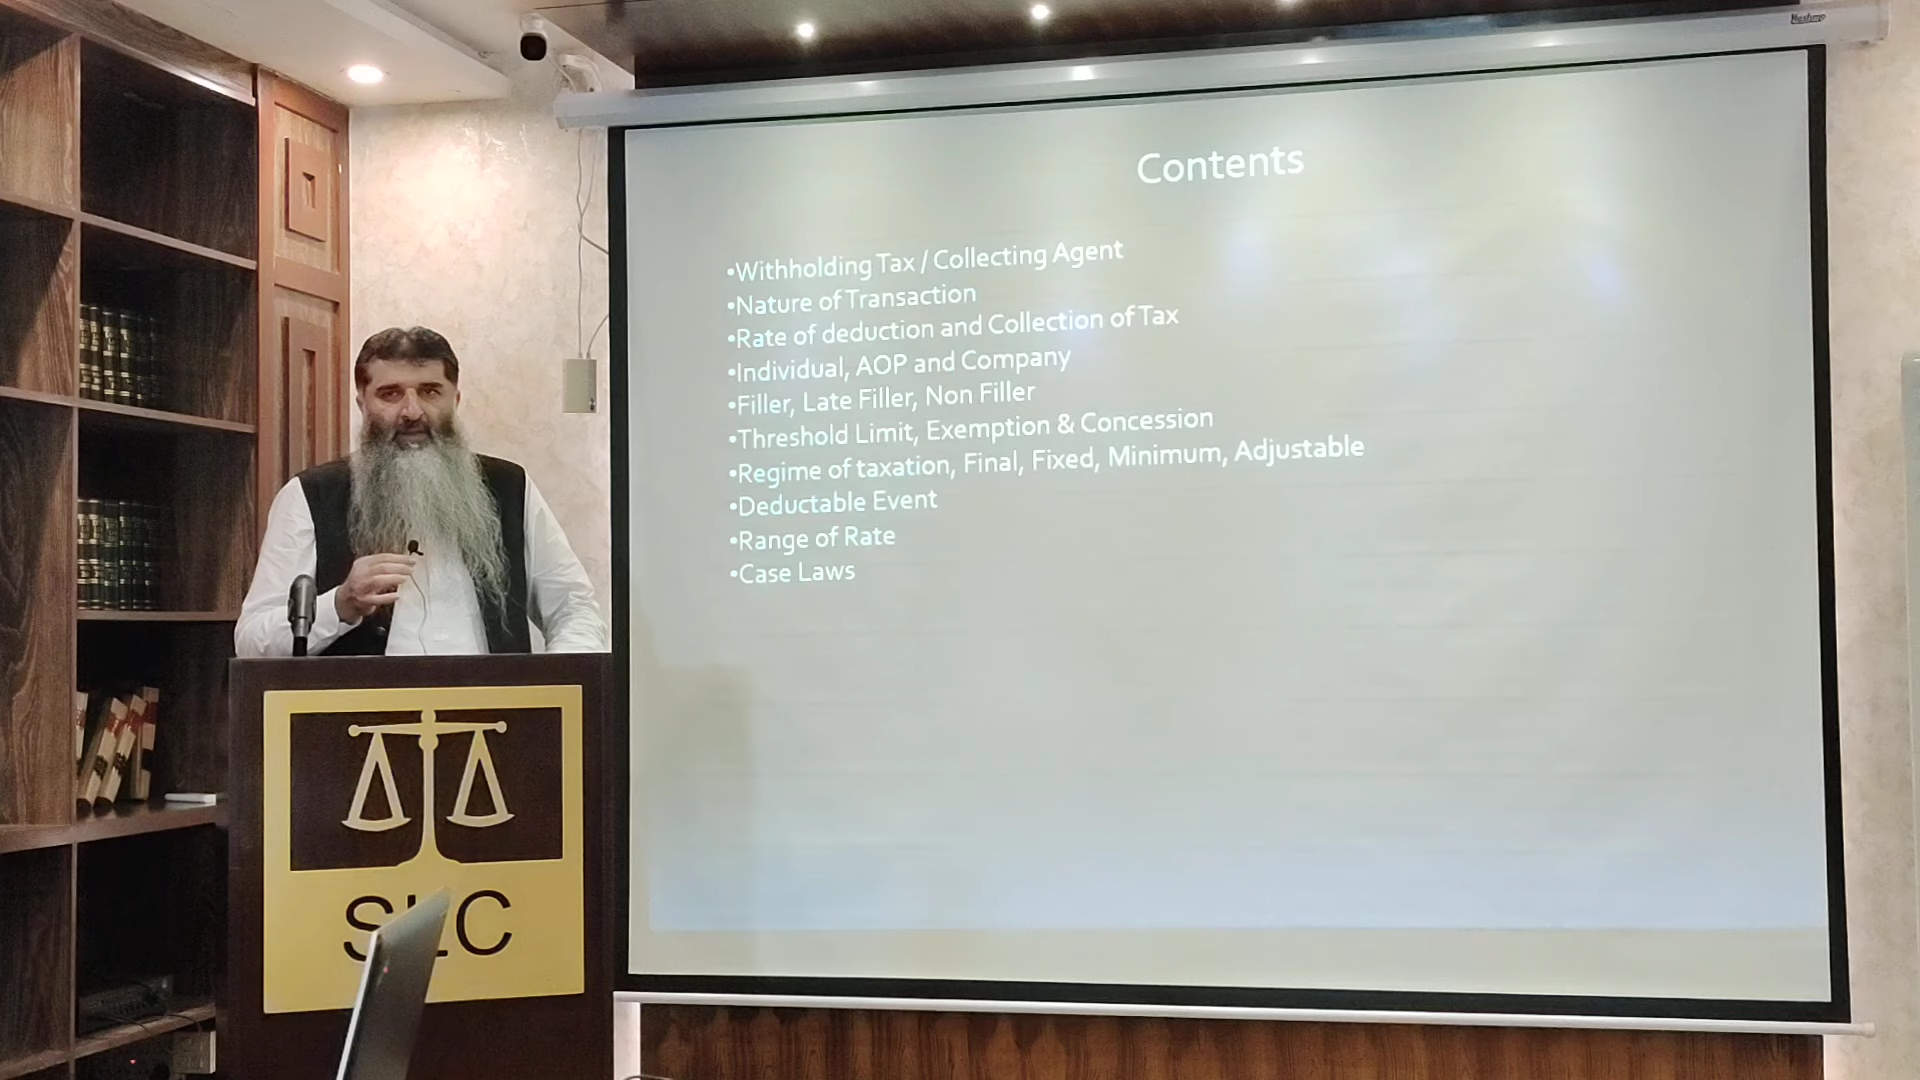 Contents
•Withholding Tax / Collecting Agent
•Nature of Transaction
•Rate of deduction and Collection of Tax
•Individual, AOP and Company
•Filler, Late Filler, Non Filler
•Threshold Limit, Exemption & Concession
•Regime of taxation, Final, Fixed, Minimum, Adjustable
•Deductable Event
•Range of Rate
•Case Laws
SLC